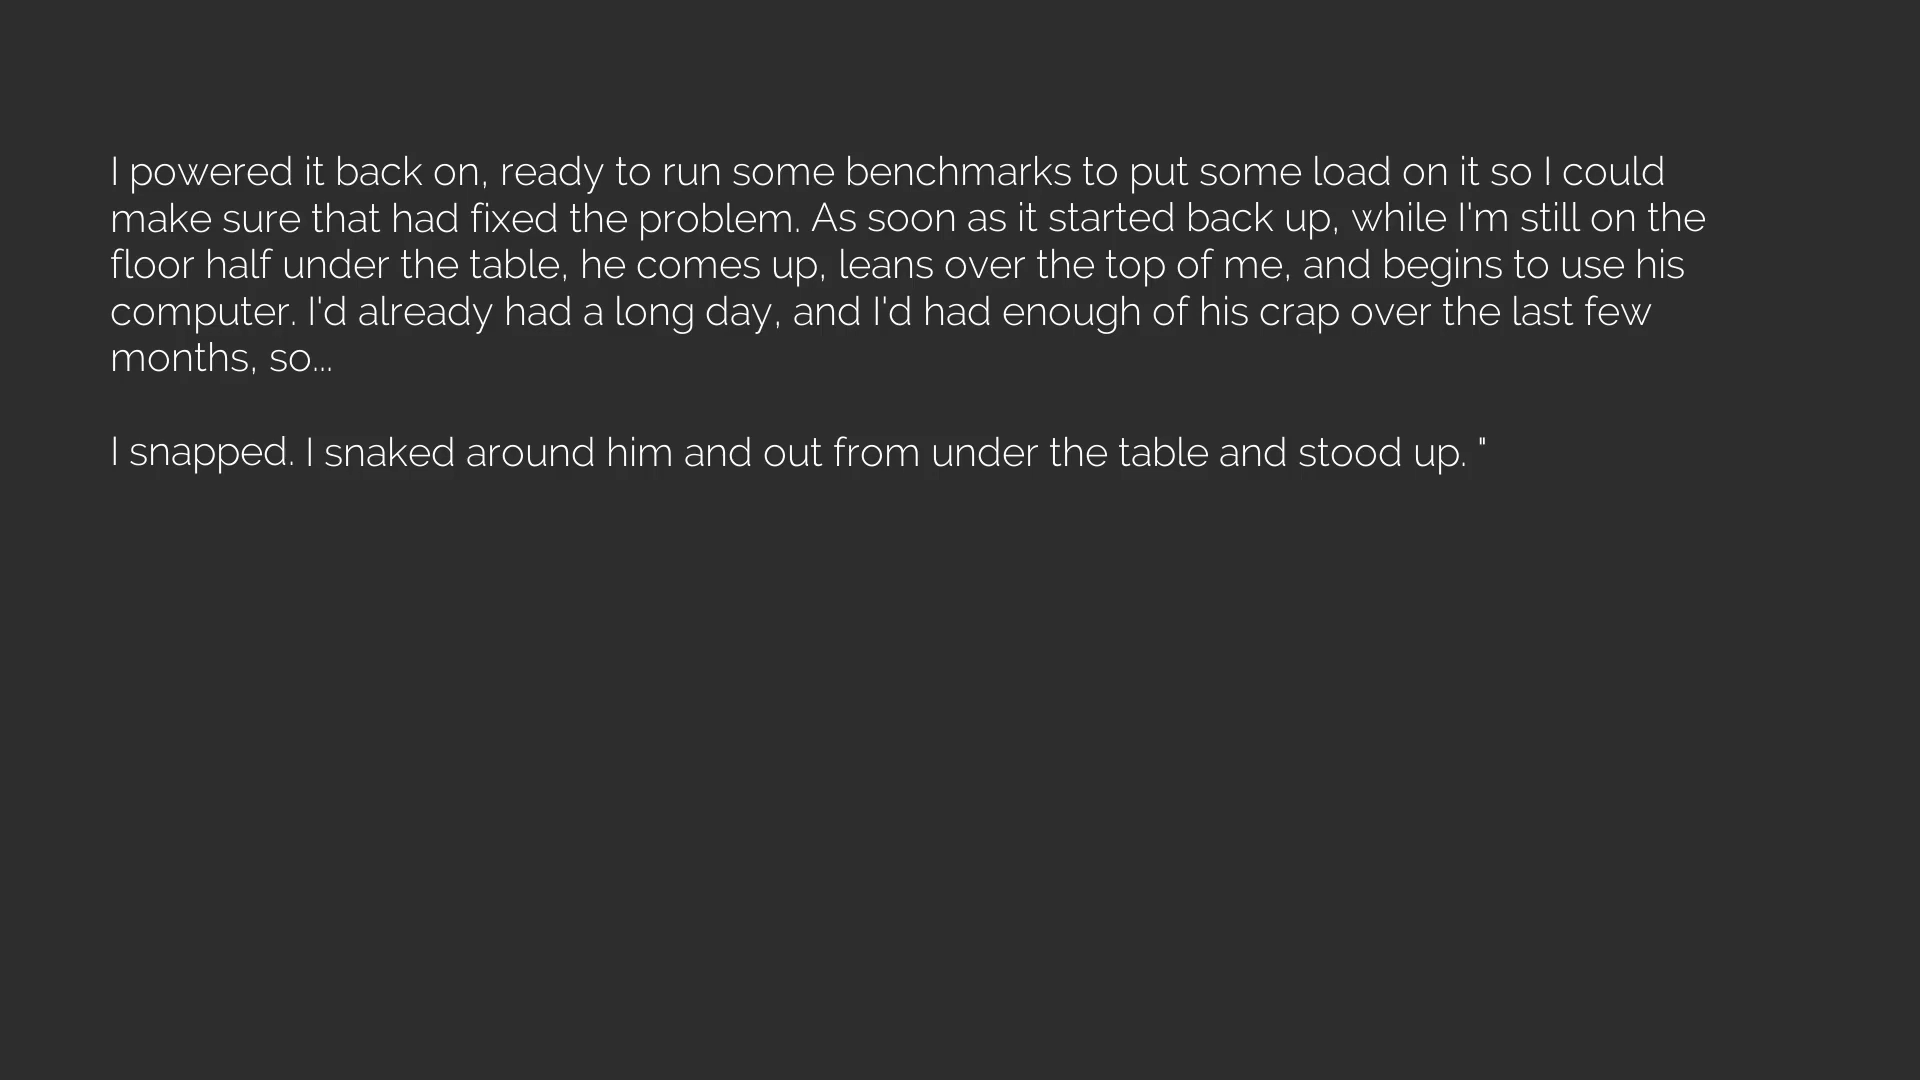 I powered it back on, ready to run some benchmarks to put some load on it so I could
make sure that had fixed the problem. As soon as it started back up, while I'm still on the
floor half under the table, he comes up, leans over the top of me, and begins to use his
computer. I'd already had a long day, and I'd had enough of his crap over the last few
months, so...
I snapped. I snaked around him and out from under the table and stood up. "